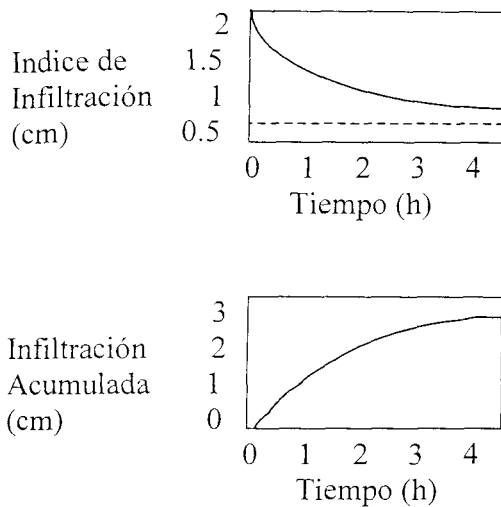 Indice de
Infiltración
(cm)
2
1.5
1
0.5
0 1 2 3 4
Tiempo (h)
Infiltración
Acumulada
(cm)
3
2
1
0
0 1 2 3 4
Tiempo (h)